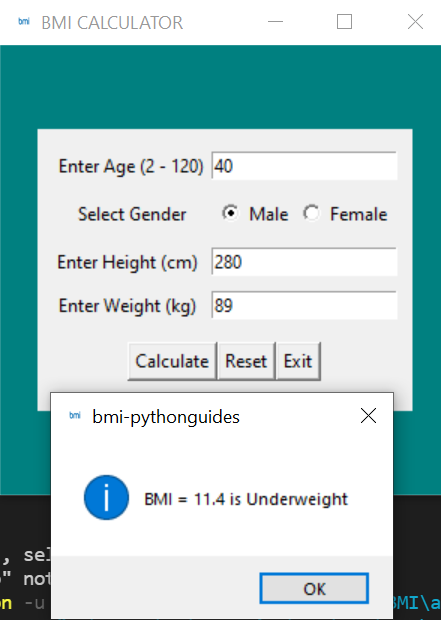 bmi BMI CALCULATOR
Enter Age (2 - 120) 40
Select Gender Male Female
Enter Height (cm) 280
Enter Weight (kg) 89
Calculate Reset Exit
bmi bmi-pythonguides
BMI = 11.4 is Underweight
OK
, sel
" not
on -u
BMI\a